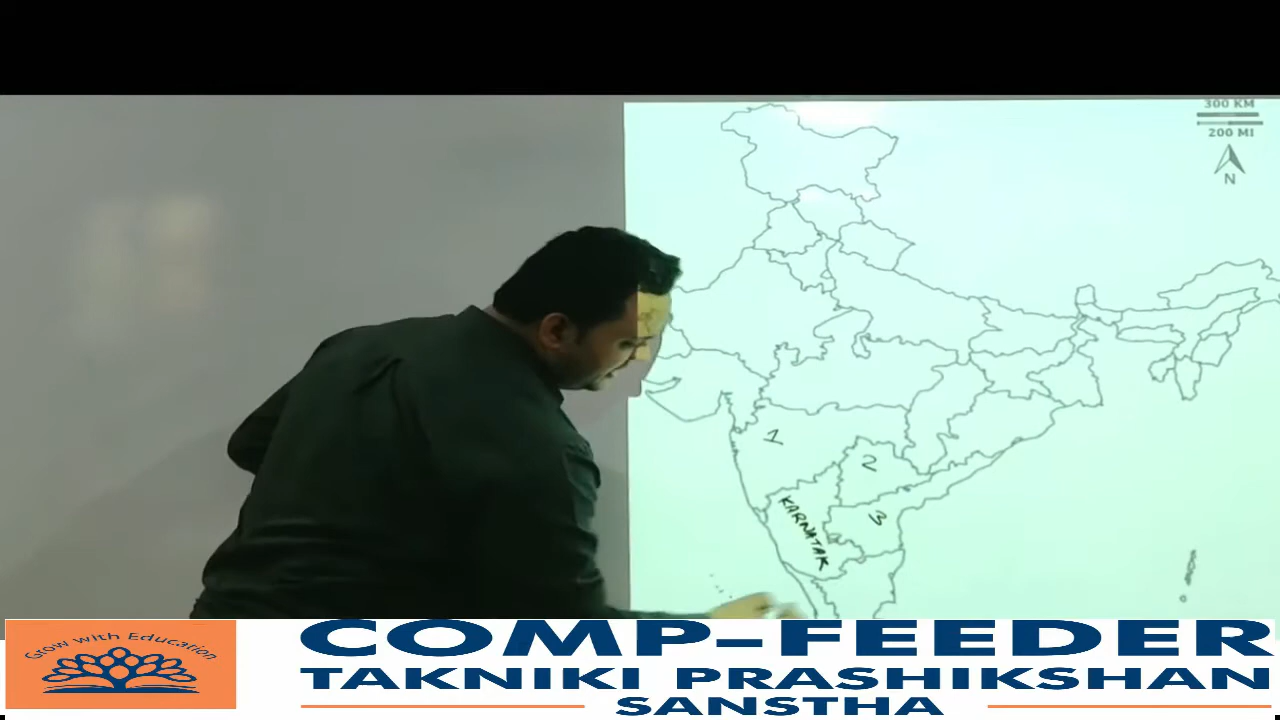 300 KM
200 MI
N
1
2
3
KARNATAK
Grow with Education
COMP-FEEDER
TAKNIKI PRASHIKSHAN
SANSTHA